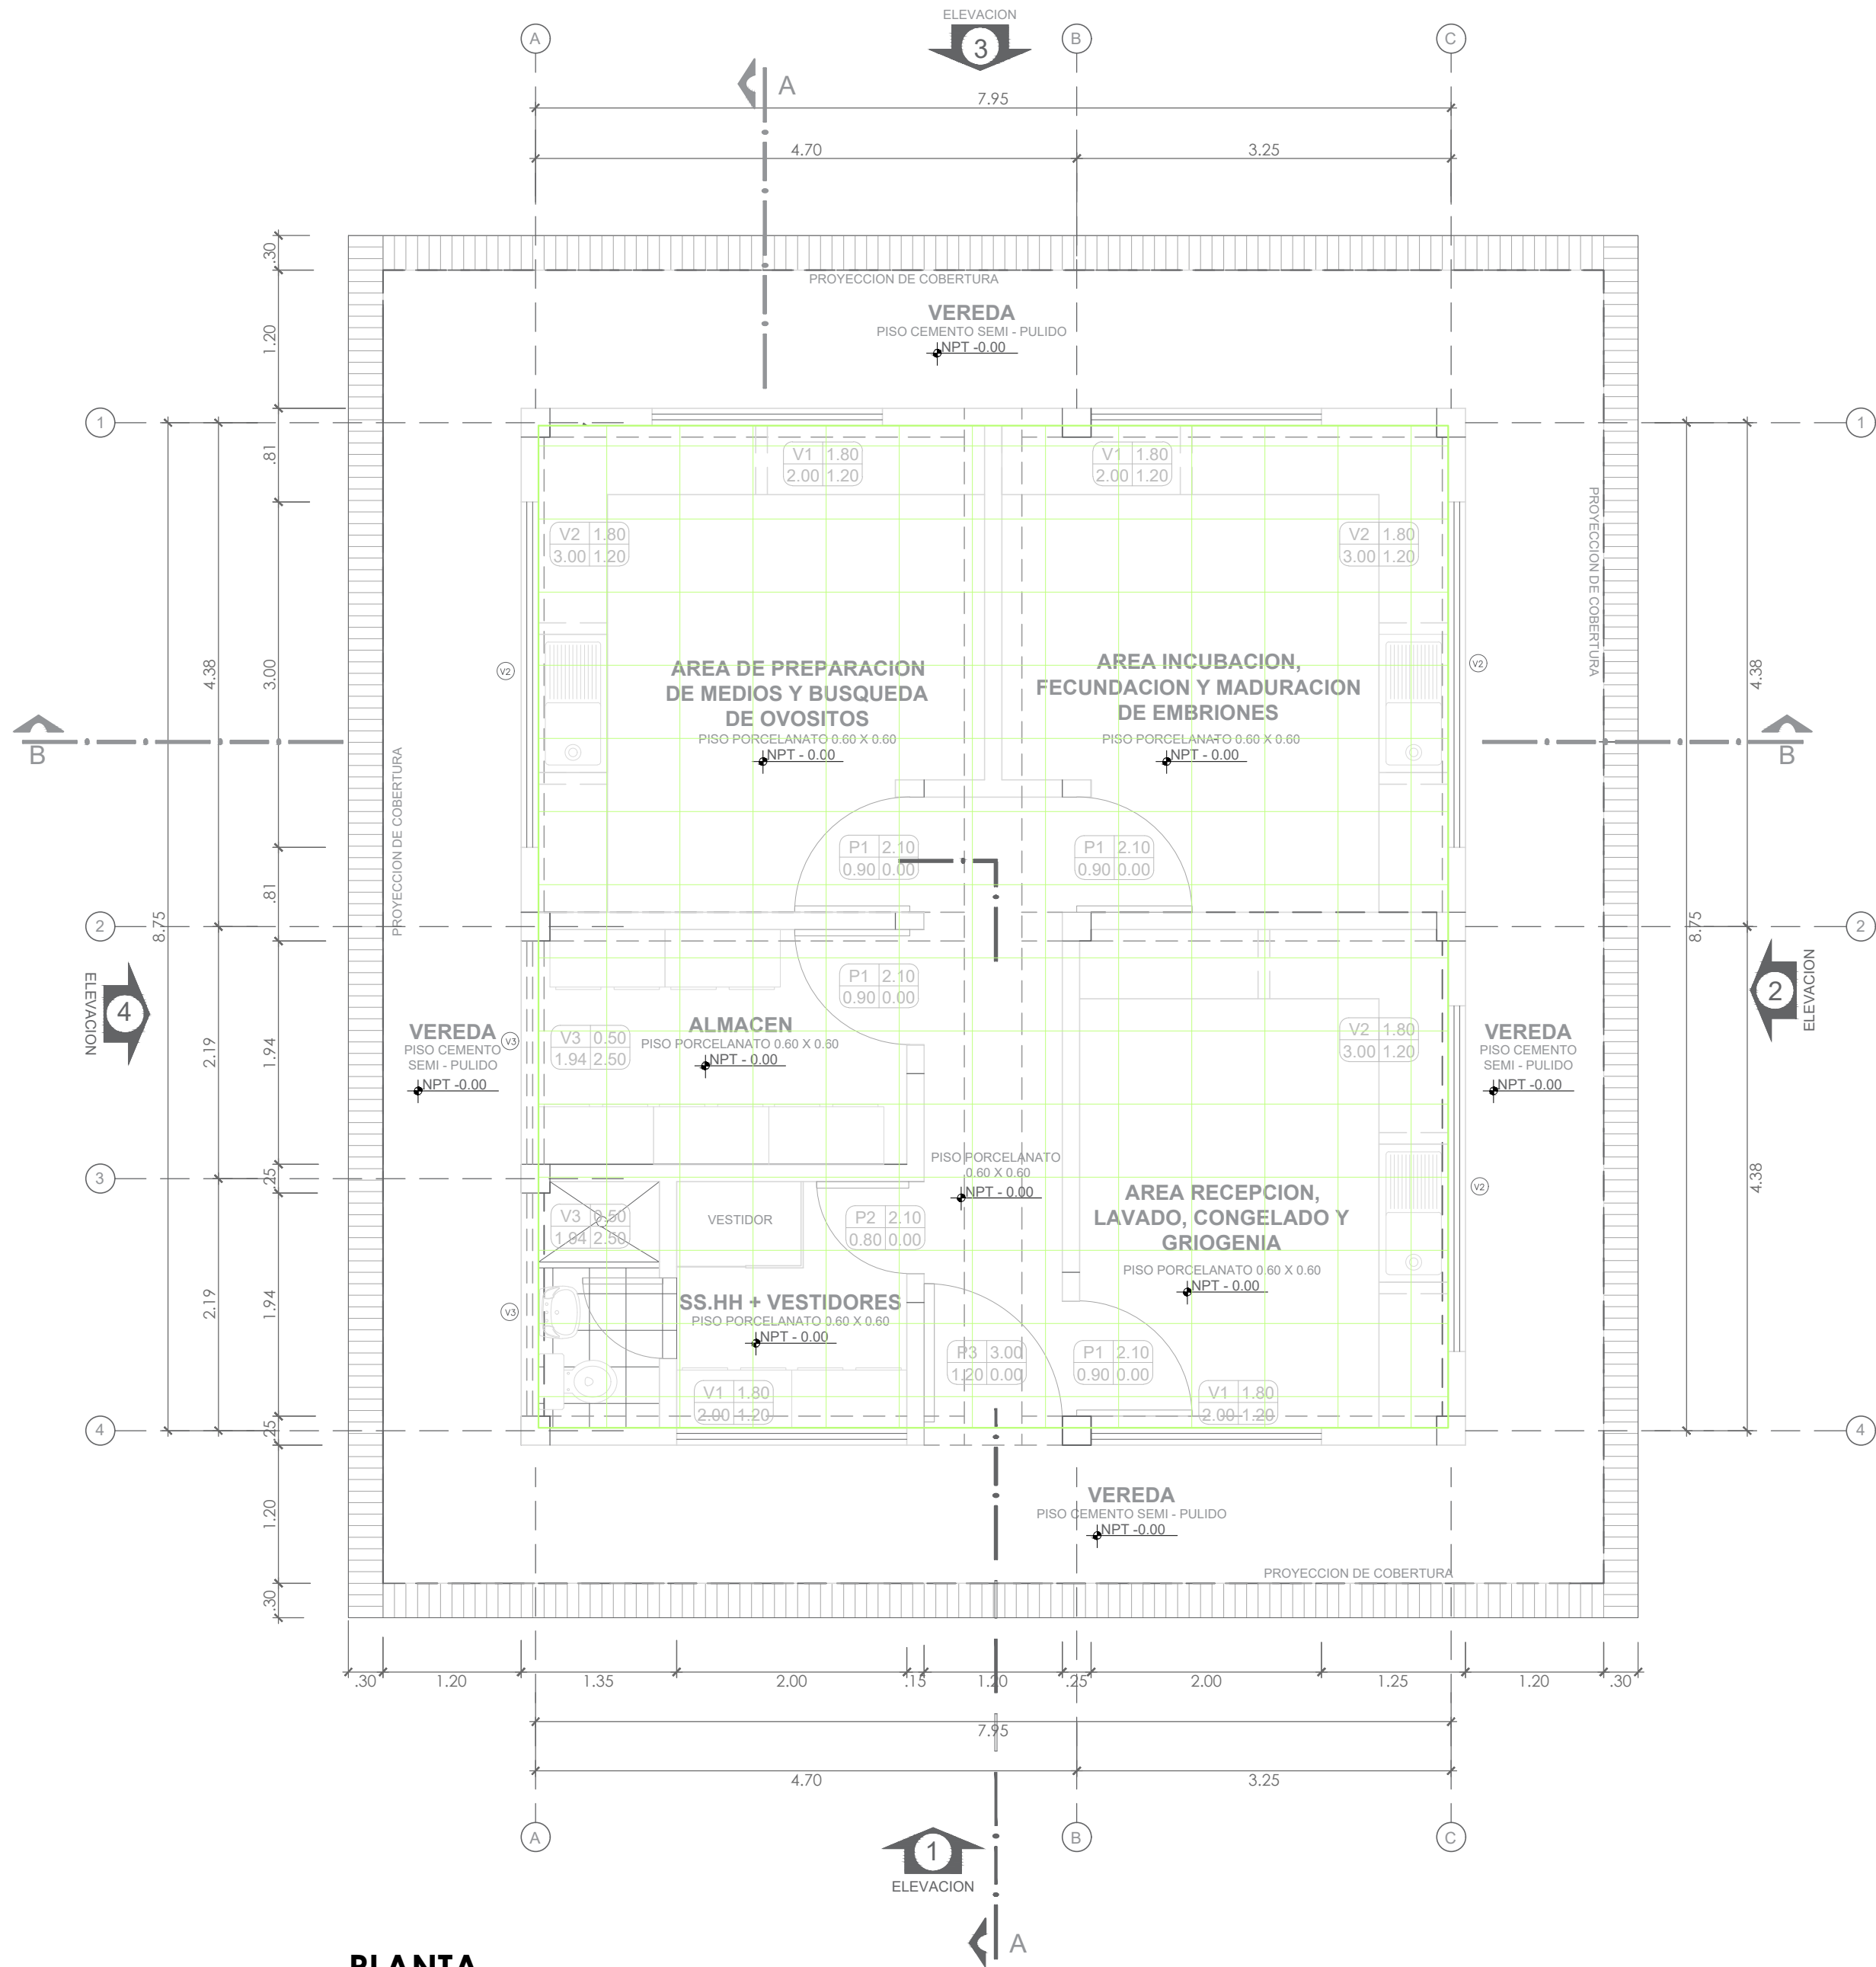 ELEVACION
3
A
B
C
A
7.95
4.70
3.25
.30
PROYECCION DE COBERTURA
VEREDA
PISO CEMENTO SEMI - PULIDO
NPT -0.00
1.20
1
1
.81
V1 1.80
2.00 1.20
V1 1.80
2.00 1.20
V2 1.80
3.00 1.20
V2 1.80
3.00 1.20
PROYECCION DE COBERTURA
4.38
3.00
V2
AREA DE PREPARACION
DE MEDIOS Y BUSQUEDA
DE OVOSITOS
PISO PORCELANATO 0.60 X 0.60
NPT - 0.00
AREA INCUBACION,
FECUNDACION Y MADURACION
DE EMBRIONES
PISO PORCELANATO 0.60 X 0.60
NPT - 0.00
V2
4.38
B
B
PROYECCION DE COBERTURA
P1 2.10
0.90 0.00
P1 2.10
0.90 0.00
.81
8.75
8.75
2
2
P1 2.10
0.90 0.00
ELEVACION
4
2
ELEVACION
VEREDA
PISO CEMENTO
SEMI - PULIDO
NPT -0.00
V3
V3 0.50
1.94 2.50
ALMACEN
PISO PORCELANATO 0.60 X 0.60
NPT - 0.00
V2 1.80
3.00 1.20
VEREDA
PISO CEMENTO
SEMI - PULIDO
NPT -0.00
2.19
1.94
3
.25
PISO PORCELANATO
0.60 X 0.60
NPT - 0.00
4.38
V2
V3 0.50
1.94 2.50
VESTIDOR
P2 2.10
0.80 0.00
AREA RECEPCION,
LAVADO, CONGELADO Y
GRIOGENIA
PISO PORCELANATO 0.60 X 0.60
NPT - 0.00
2.19
1.94
V3
SS.HH + VESTIDORES
PISO PORCELANATO 0.60 X 0.60
NPT - 0.00
P3 3.00
1.20 0.00
P1 2.10
0.90 0.00
V1 1.80
2.00 1.20
V1 1.80
2.00 1.20
4
.25
4
1.20
VEREDA
PISO CEMENTO SEMI - PULIDO
NPT -0.00
PROYECCION DE COBERTURA
.30
.30
1.20
1.35
2.00
.15
1.20
.25
2.00
1.25
1.20
.30
7.95
4.70
3.25
A
B
C
1
ELEVACION
A
PLANTA